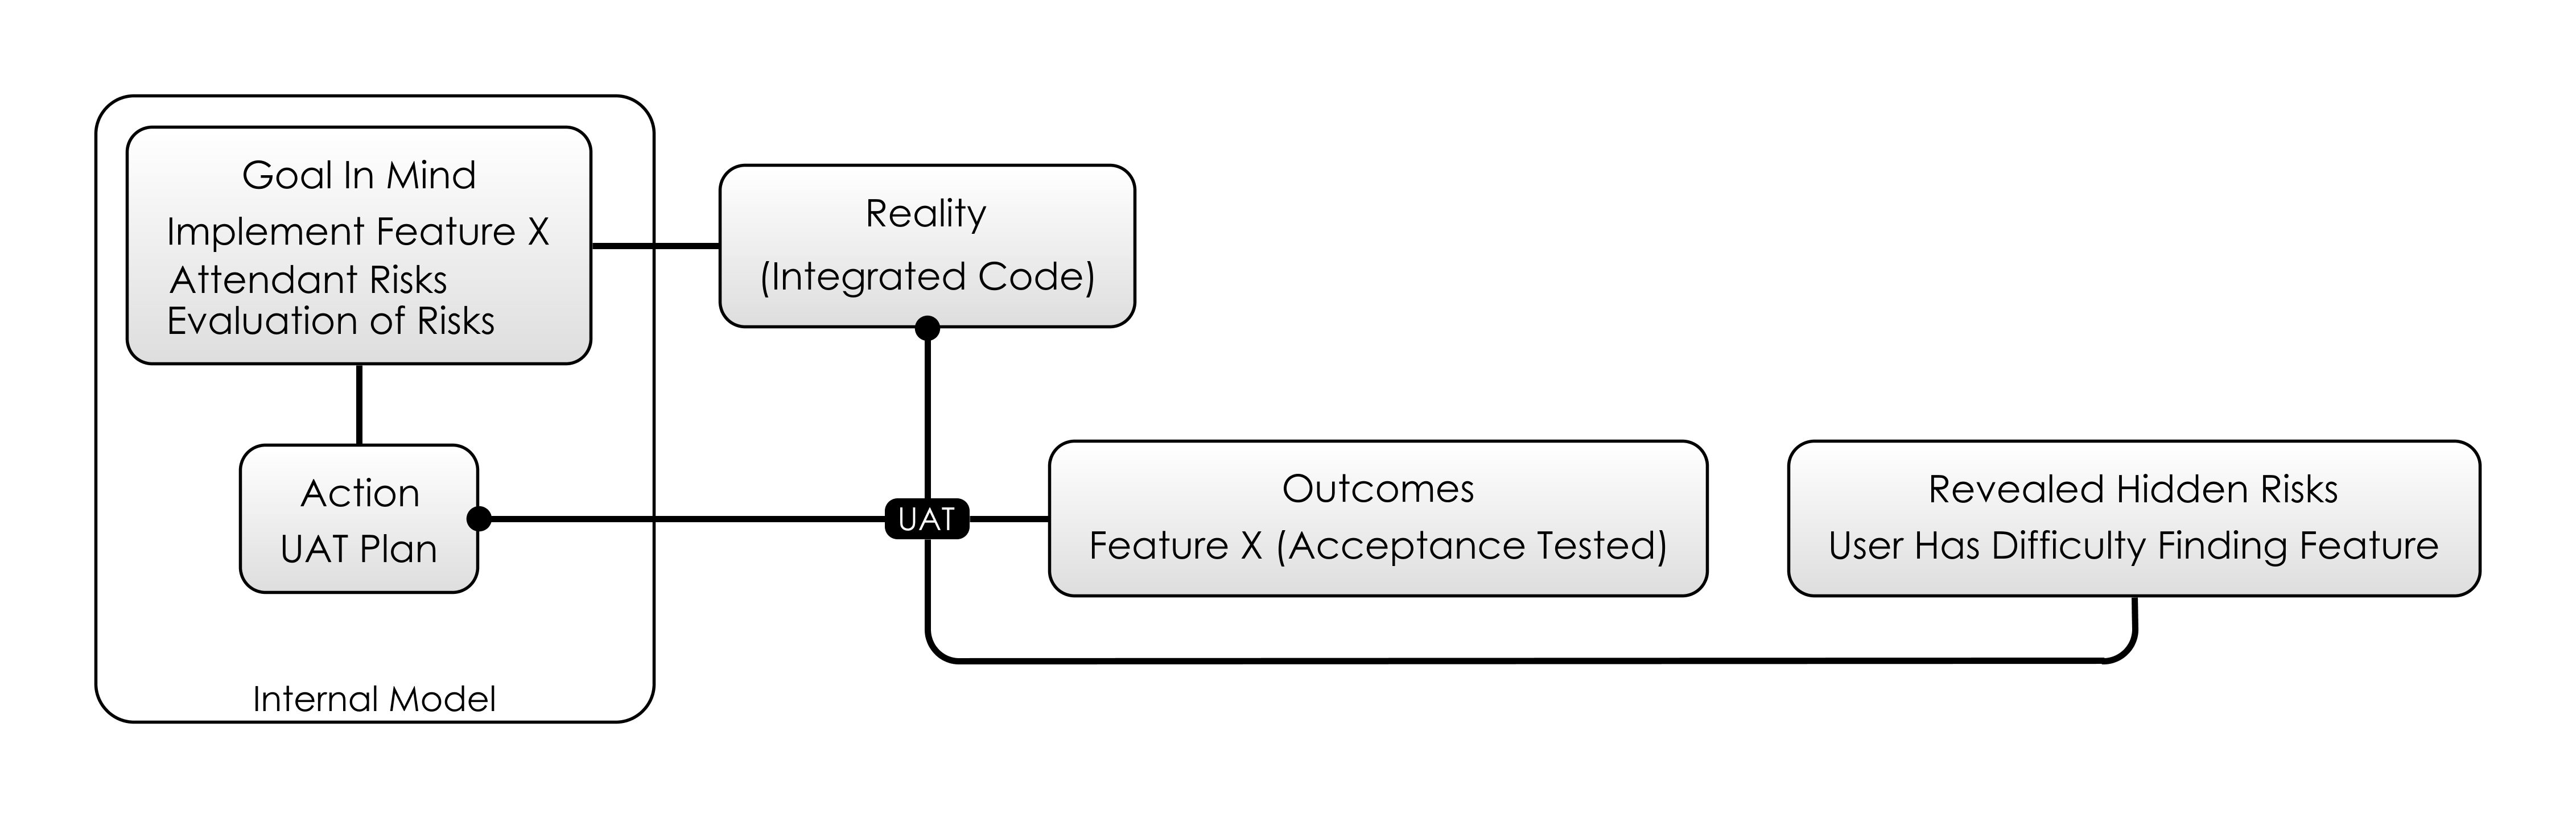 Goal In Mind
Implement Feature X
Attendant Risks
Evaluation of Risks
Reality
(Integrated Code)
Action
UAT Plan
UAT
Outcomes
Feature X (Acceptance Tested)
Revealed Hidden Risks
User Has Difficulty Finding Feature
Internal Model